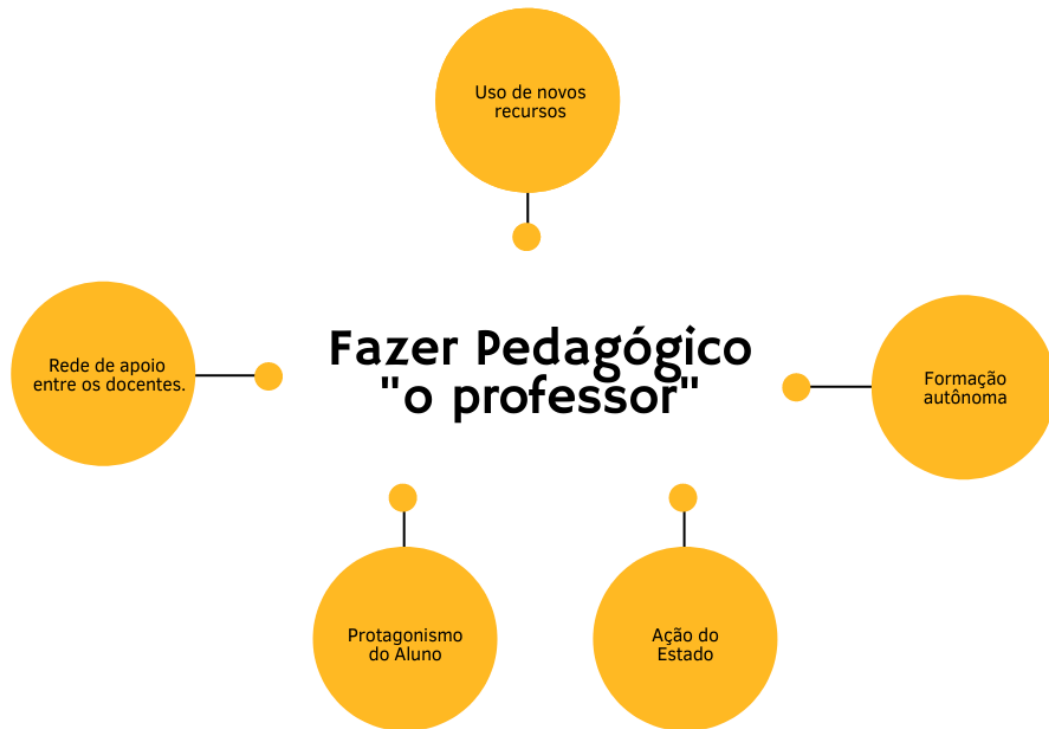 Uso de novos
recursos
Rede de apoio
entre os docentes.
Fazer Pedagógico
"o professor"
Formação
autônoma
Protagonismo
do Aluno
Ação do
Estado